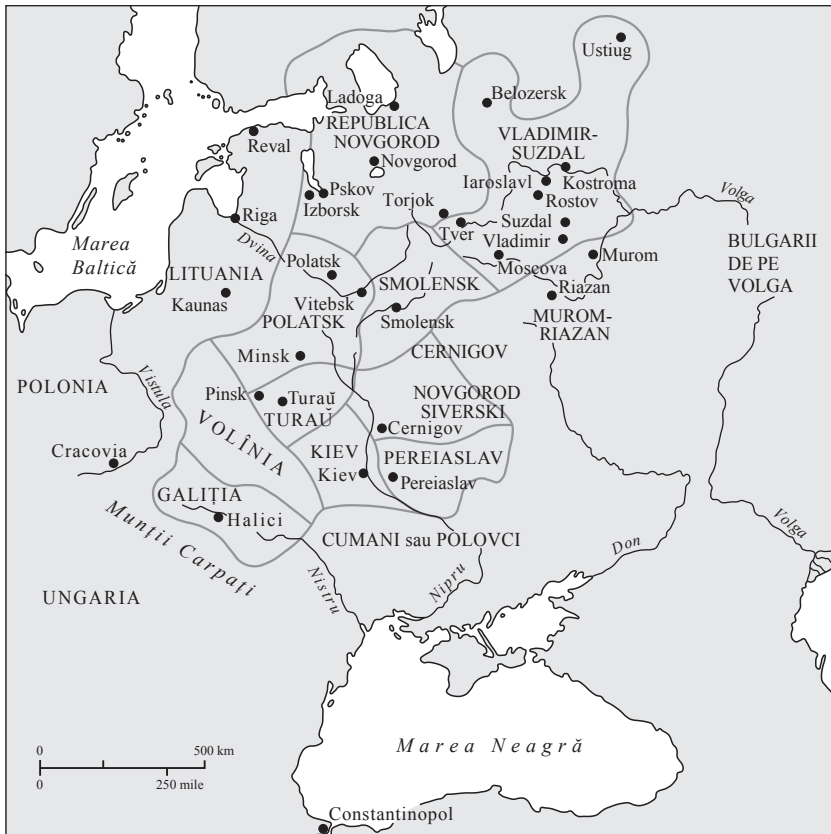 Ustiug
Belozersk
Ladoga
REPUBLICA
NOVGOROD
Novgorod
VLADIMIR-
SUZDAL
Reval
Iaroslavl
Kostroma
Rostov
Pskov
Izborsk
Torjok
Tver
Suzdal
Vladimir
Moscova
Murom
Volga
Riga
Dvina
Marea
Baltică
BULGARII
DE PE
VOLGA
Polatsk
LITUANIA
Kaunas
Vitebsk
POLATSK
SMOLENSK
Smolensk
Riazan
MUROM-
RIAZAN
Minsk
CERNIGOV
POLONIA
Vistula
Pinsk
Turaŭ
TURAŬ
NOVGOROD
SIVERSKI
Cernigov
VOLÎNIA
Cracovia
KIEV
Kiev
PEREIASLAV
Pereiaslav
GALIȚIA
Halici
Munții Carpați
CUMANI sau POLOVCI
Don
Volga
Nistru
Nipru
UNGARIA
0
500 km
0
250 mile
Marea Neagră
Constantinopol